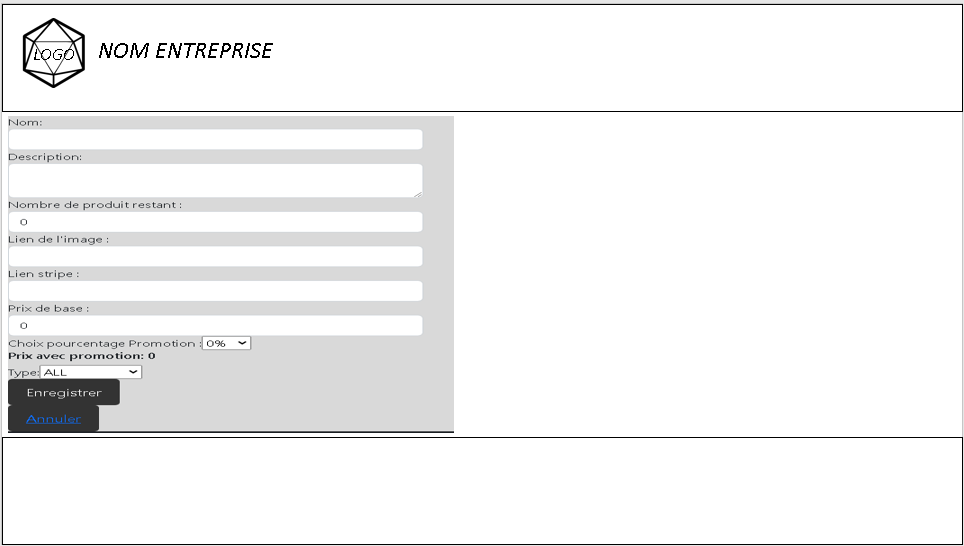 LOGO
NOM ENTREPRISE
Nom:
Description:
Nombre de produit restant :
0
Lien de l'image :
Lien stripe :
Prix de base :
0
Choix pourcentage Promotion : 0%
Prix avec promotion: 0
Type: ALL
Enregistrer
Annuler